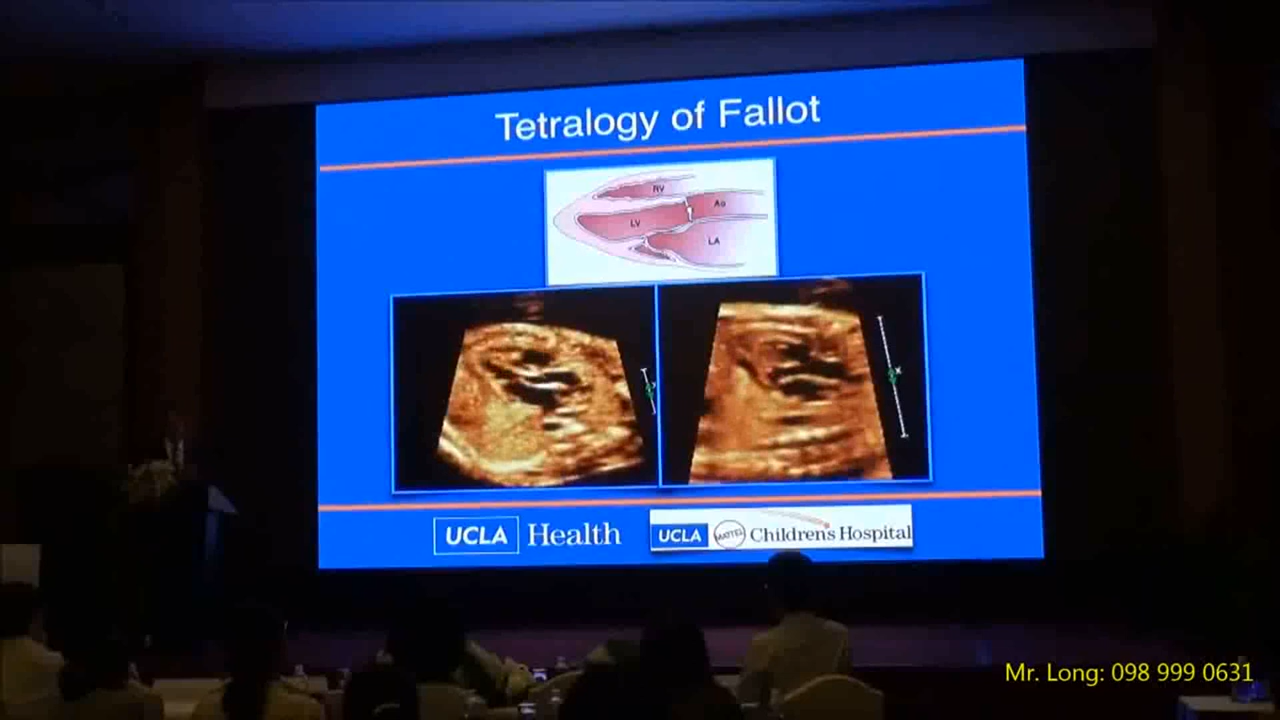 Tetralogy of Fallot
RV
Ao
LV
LA
UCLA Health
UCLA MATTEL Children's Hospital
Mr. Long: 098 999 0631